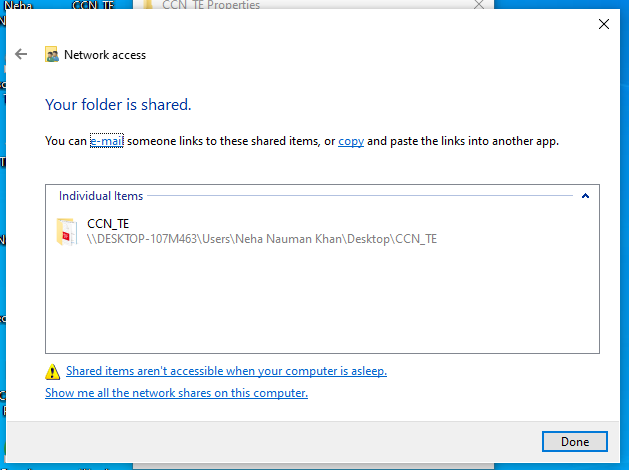 Neha
CCN_TE
CCN_TE Properties
Network access
Your folder is shared.
You can e-mail someone links to these shared items, or copy and paste the links into another app.
Individual Items
CCN_TE
\\DESKTOP-107M463\Users\Neha Nauman Khan\Desktop\CCN_TE
Shared items aren't accessible when your computer is asleep.
Show me all the network shares on this computer.
Done